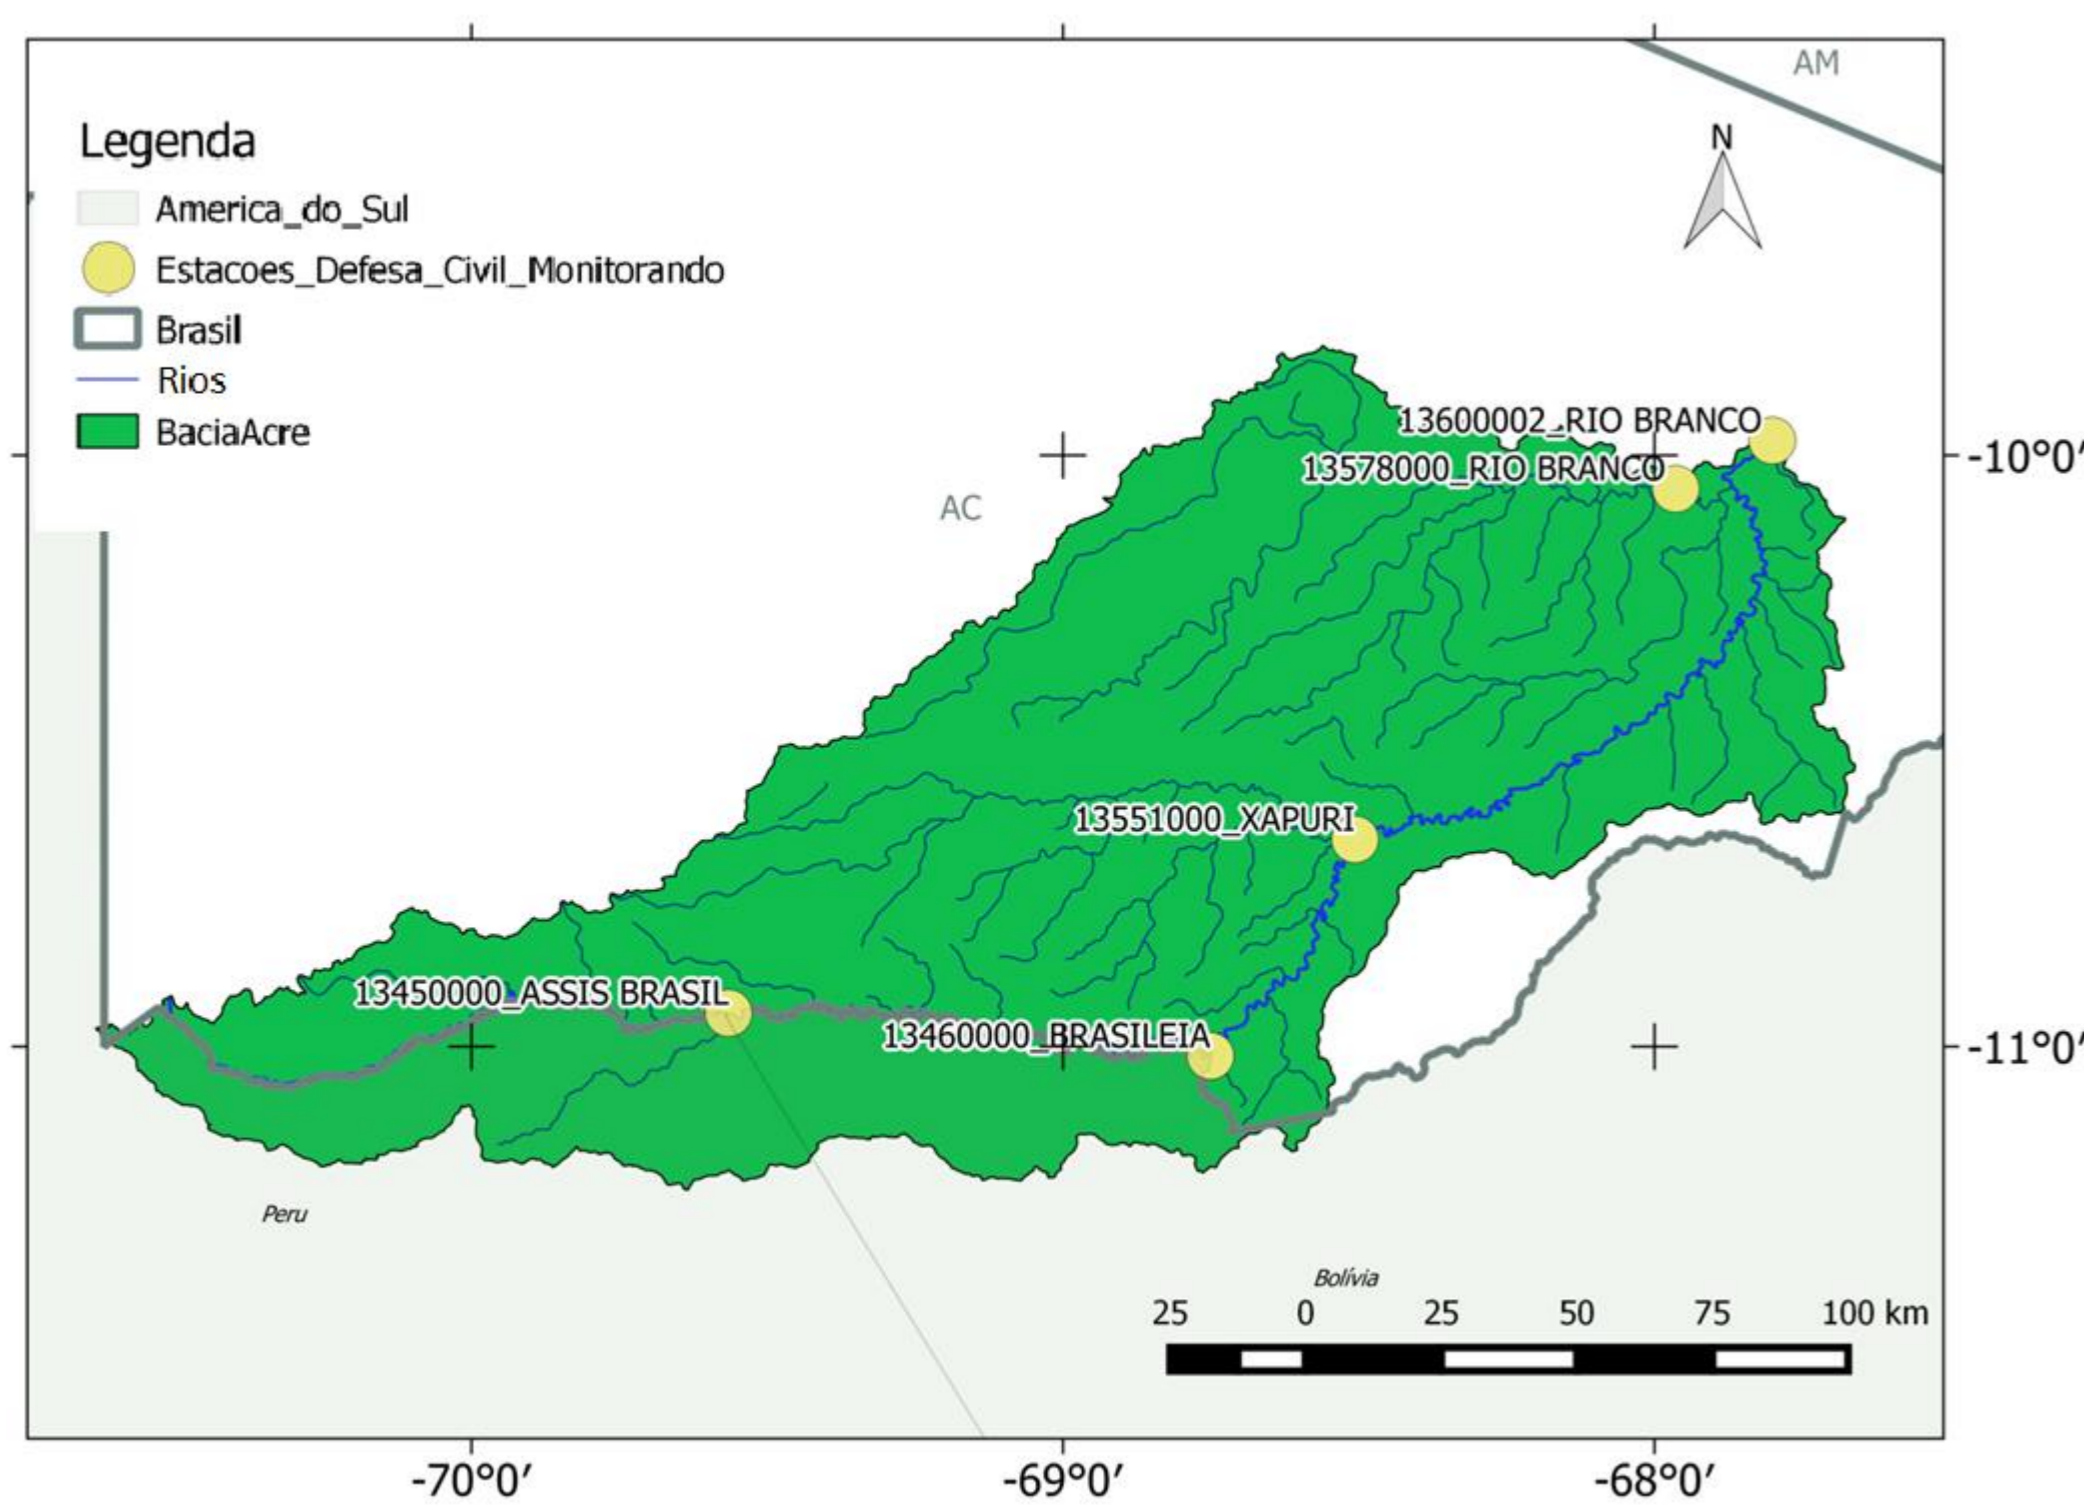 AM
N
Legenda
America_do_Sul
Estacoes_Defesa_Civil_Monitorando
Brasil
Rios
BaciaAcre
13600002_RIO BRANCO
-10°0′
13578000_RIO BRANCO
AC
13551000_XAPURI
13450000_ASSIS BRASIL
13460000_BRASILEIA
-11°0′
Peru
Bolívia
25 0 25 50 75 100 km
-70°0′ -69°0′ -68°0′